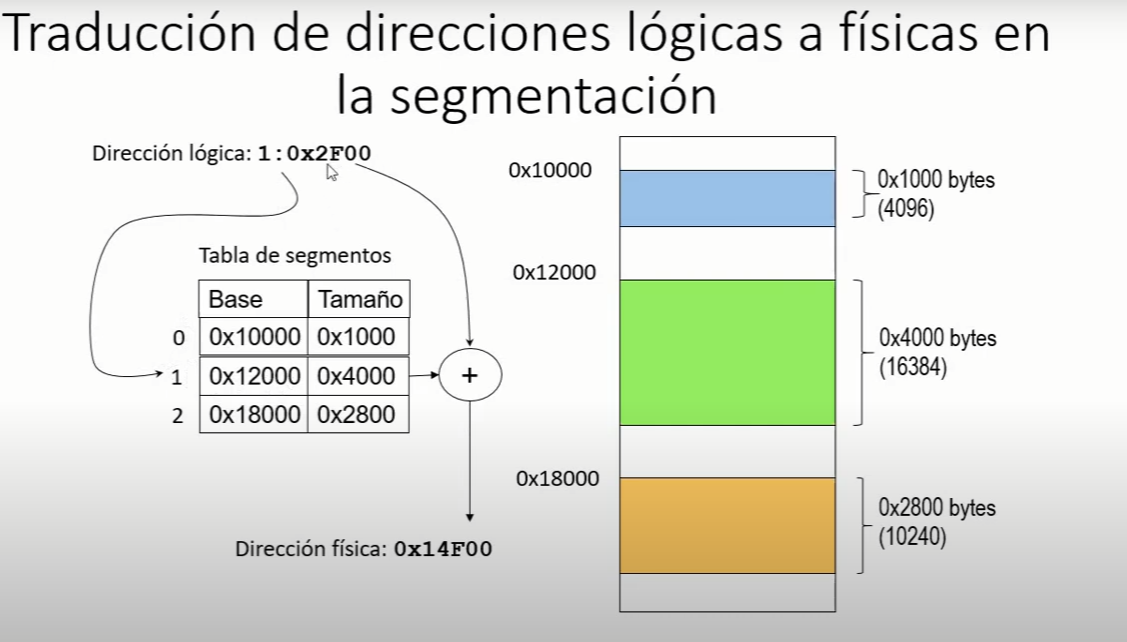 Traducción de direcciones lógicas a físicas en
la segmentación
Dirección lógica: 1:0x2F00
Tabla de segmentos
Base Tamaño
0 0x10000 0x1000
1 0x12000 0x4000
2 0x18000 0x2800
+
Dirección física: 0x14F00
0x10000
0x1000 bytes
(4096)
0x12000
0x4000 bytes
(16384)
0x18000
0x2800 bytes
(10240)